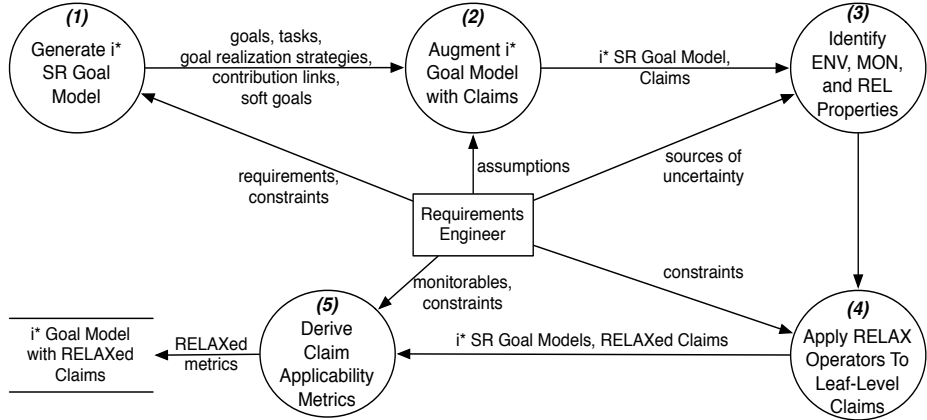 (1)
Generate i*
SR Goal
Model
goals, tasks,
goal realization strategies,
contribution links,
soft goals
(2)
Augment i*
Goal Model
with Claims
i* SR Goal Model,
Claims
(3)
Identify
ENV, MON,
and REL
Properties
requirements,
constraints
assumptions
sources of
uncertainty
Requirements
Engineer
monitorables,
constraints
constraints
(4)
Apply RELAX
Operators To
Leaf-Level
Claims
i* SR Goal Models, RELAXed Claims
(5)
Derive
Claim
Applicability
Metrics
RELAXed
metrics
i* Goal Model
with RELAXed
Claims